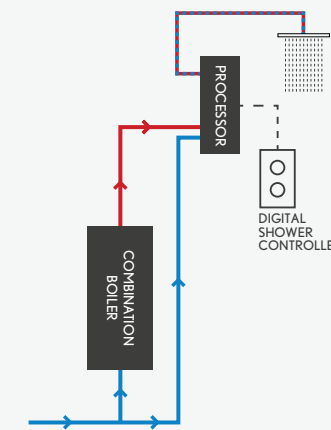 PROCESSOR
DIGITAL
SHOWER
CONTROLLE
COMBINATION
BOILER